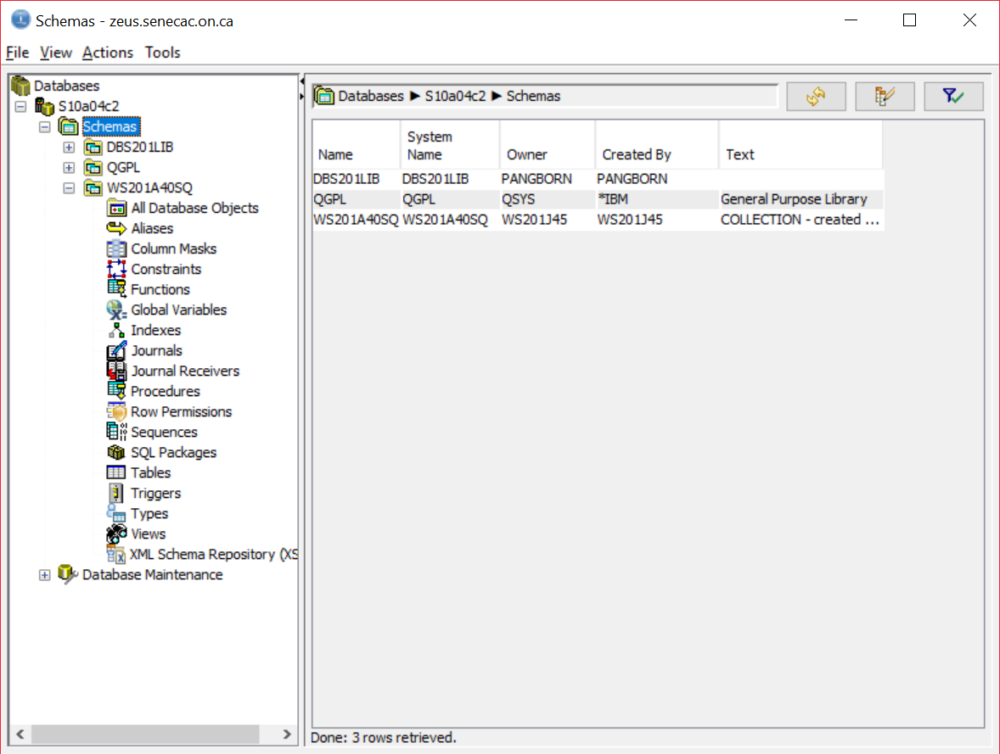 Schemas - zeus.senecac.on.ca
File View Actions Tools
Databases
S10a04c2
Schemas
DBS201LIB
QGPL
WS201A40SQ
All Database Objects
Aliases
Column Masks
Constraints
Functions
Global Variables
Indexes
Journals
Journal Receivers
Procedures
Row Permissions
Sequences
SQL Packages
Tables
Triggers
Types
Views
XML Schema Repository (XS
Database Maintenance
Databases ▶ S10a04c2 ▶ Schemas
Name System Name Owner Created By Text
DBS201LIB DBS201LIB PANGBORN PANGBORN
QGPL QGPL QSYS *IBM General Purpose Library
WS201A40SQ WS201A40SQ WS201J45 WS201J45 COLLECTION - created ...
Done: 3 rows retrieved.